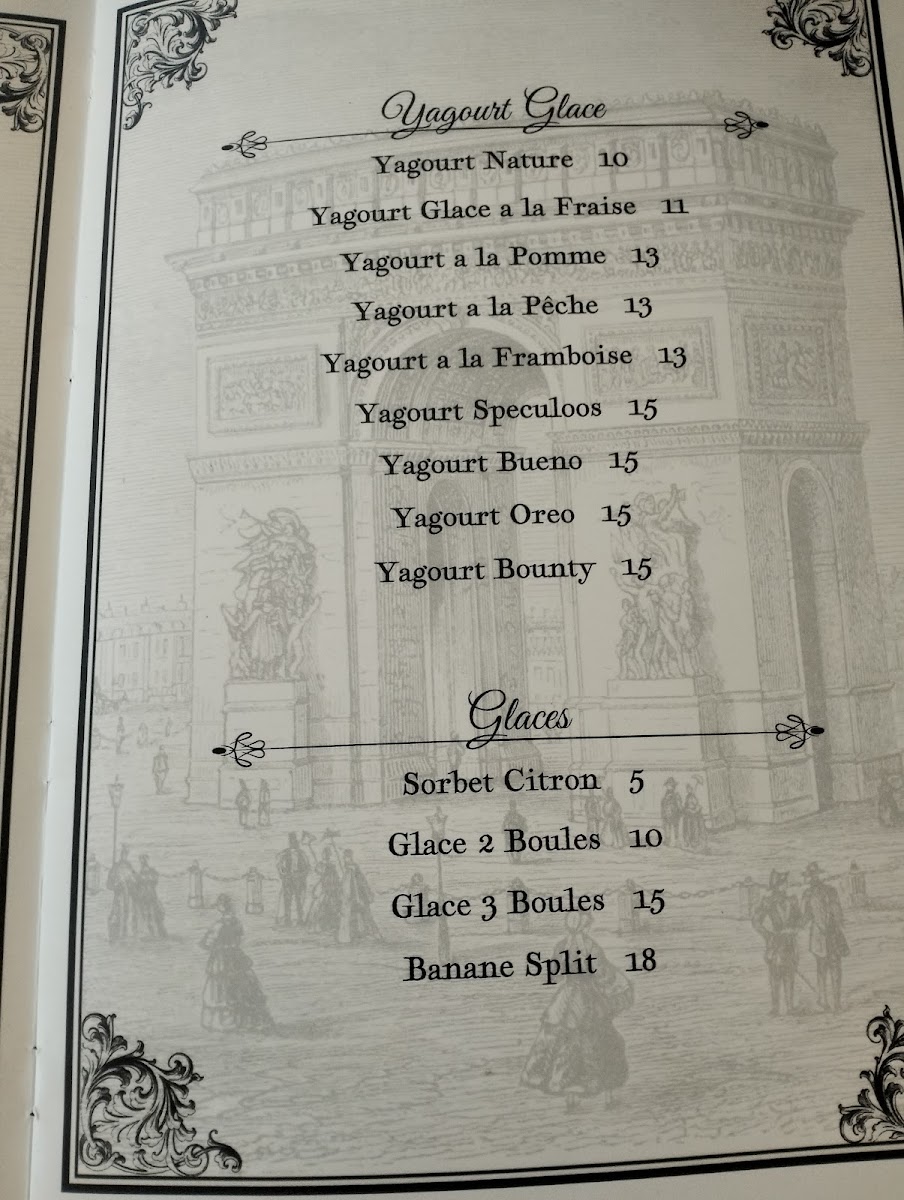 Yagourt Glace
Yagourt Nature 10
Yagourt Glace a la Fraise 11
Yagourt a la Pomme 13
Yagourt a la Pêche 13
Yagourt a la Framboise 13
Yagourt Speculoos 15
Yagourt Bueno 15
Yagourt Oreo 15
Yagourt Bounty 15
Glaces
Sorbet Citron 5
Glace 2 Boules 10
Glace 3 Boules 15
Banane Split 18